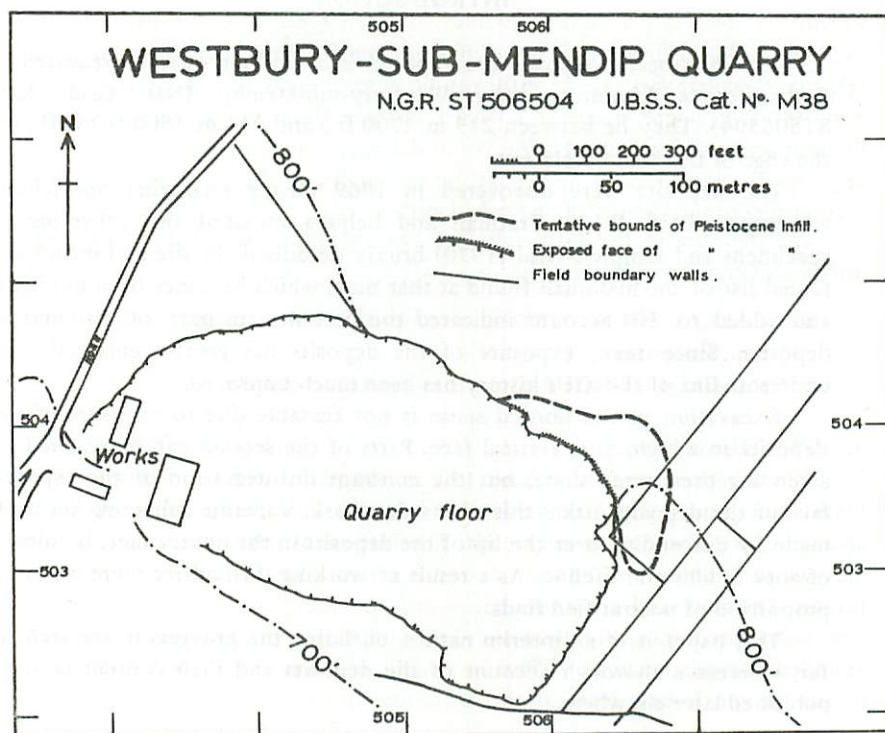 505 506
WESTBURY-SUB-MENDIP QUARRY
N.G.R. ST 506504 U.B.S.S. Cat. No. M38
N
0 100 200 300 feet
0 50 100 metres
Tentative bounds of Pleistocene Infill.
Exposed face of " "
Field boundary walls.
800
504 504
Works
Quarry floor
503 503
700
800
505 506